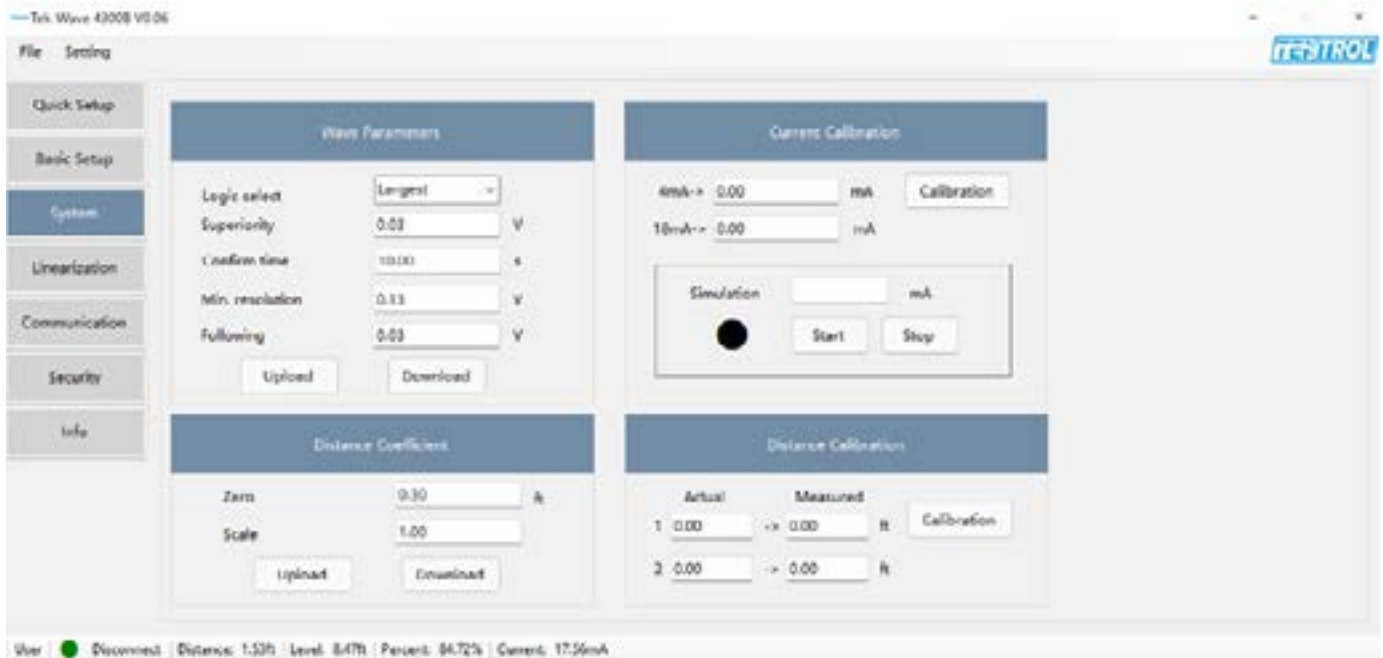 Tek Wave 4300B V0.06
File Setting
Quick Setup
Basic Setup
System
Linearization
Communication
Security
Info
Wave Parameters
Logic select Largest
Superiority 0.03 V
Confirm time 10.00 s
Min. resolution 0.13 V
Following 0.03 V
Upload Download
Current Calibration
4mA-> 0.00 mA Calibration
18mA-> 0.00 mA
Simulation mA
Start Stop
Distance Coefficient
Zero 0.30 ft
Scale 1.00
Upload Download
Distance Calibration
Actual Measured
1 0.00 -> 0.00 ft Calibration
2 0.00 -> 0.00 ft
User Disconnect Distance: 1.53ft Level: 8.47ft Percent: 84.72% Current: 17.56mA